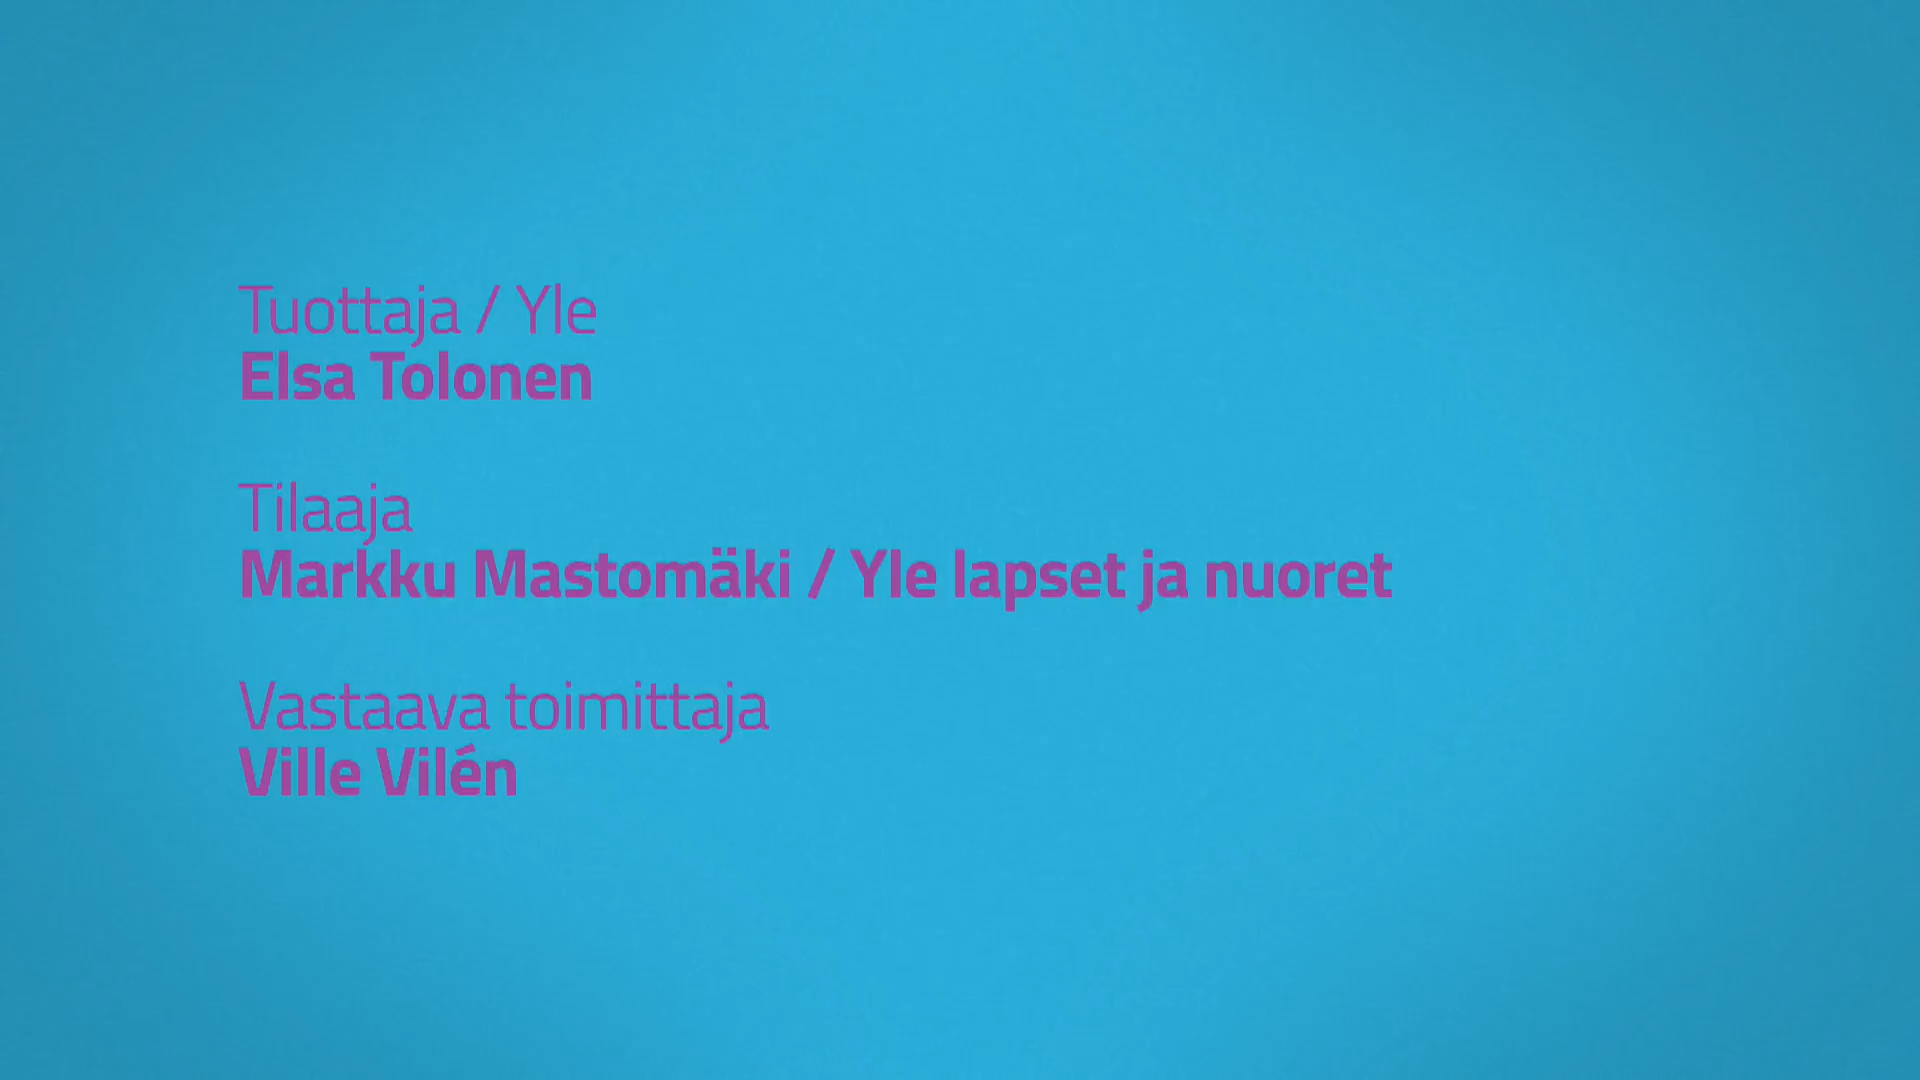 Tuottaja / Yle
Elsa Tolonen
Tilaaja
Markku Mastomäki / Yle lapset ja nuoret
Vastaava toimittaja
Ville Vilén